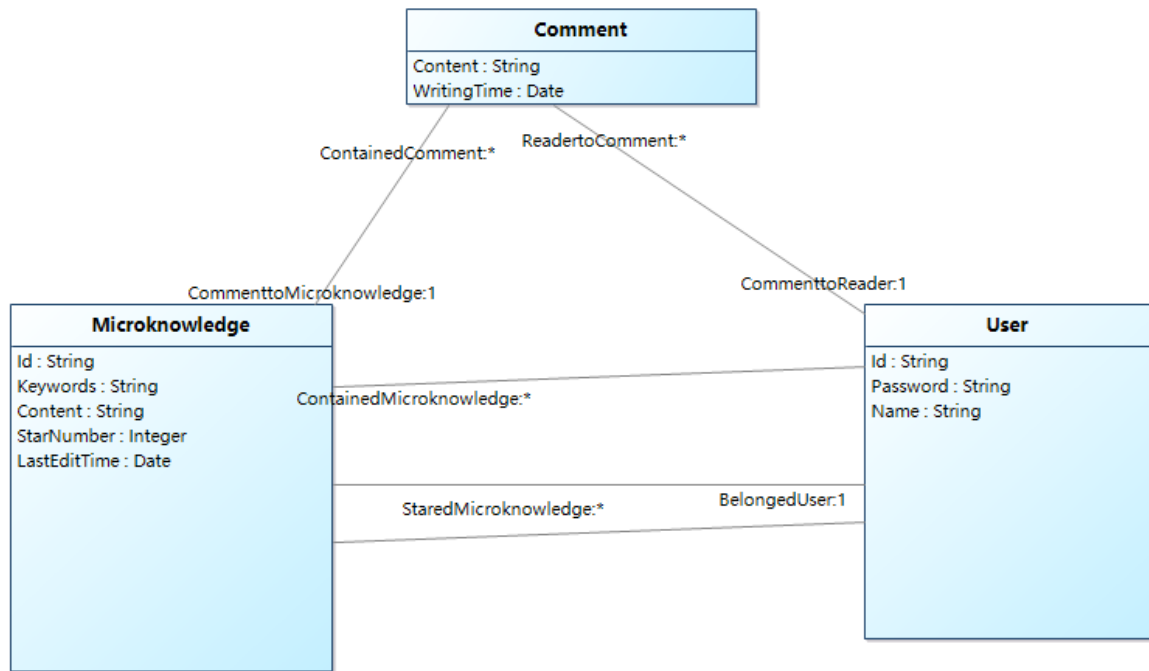 Comment
Content : String
WritingTime : Date
ContainedComment:*
ReadertoComment:*
CommenttoMicroknowledge:1
CommenttoReader:1
Microknowledge
Id : String
Keywords : String
Content : String
StarNumber : Integer
LastEditTime : Date
User
Id : String
Password : String
Name : String
ContainedMicroknowledge:*
StaredMicroknowledge:*
BelongedUser:1